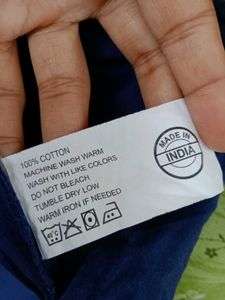 100% COTTON
MACHINE WASH WARM
WASH WITH LIKE COLORS
DO NOT BLEACH
TUMBLE DRY LOW
WARM IRON IF NEEDED
40°C
MADE IN
INDIA